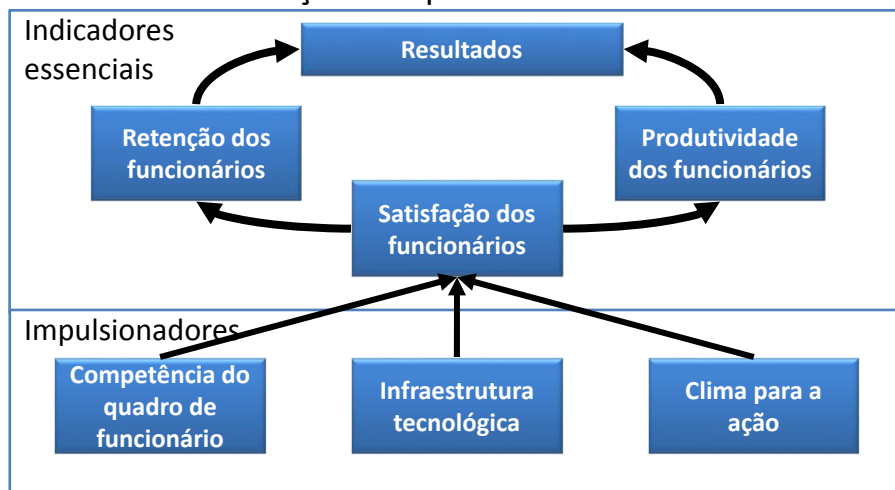 Indicadores
essenciais
Resultados
Retenção dos
funcionários
Produtividade
dos funcionários
Satisfação dos
funcionários
Impulsionadores
Competência do
quadro de
funcionário
Infraestrutura
tecnológica
Clima para a
ação